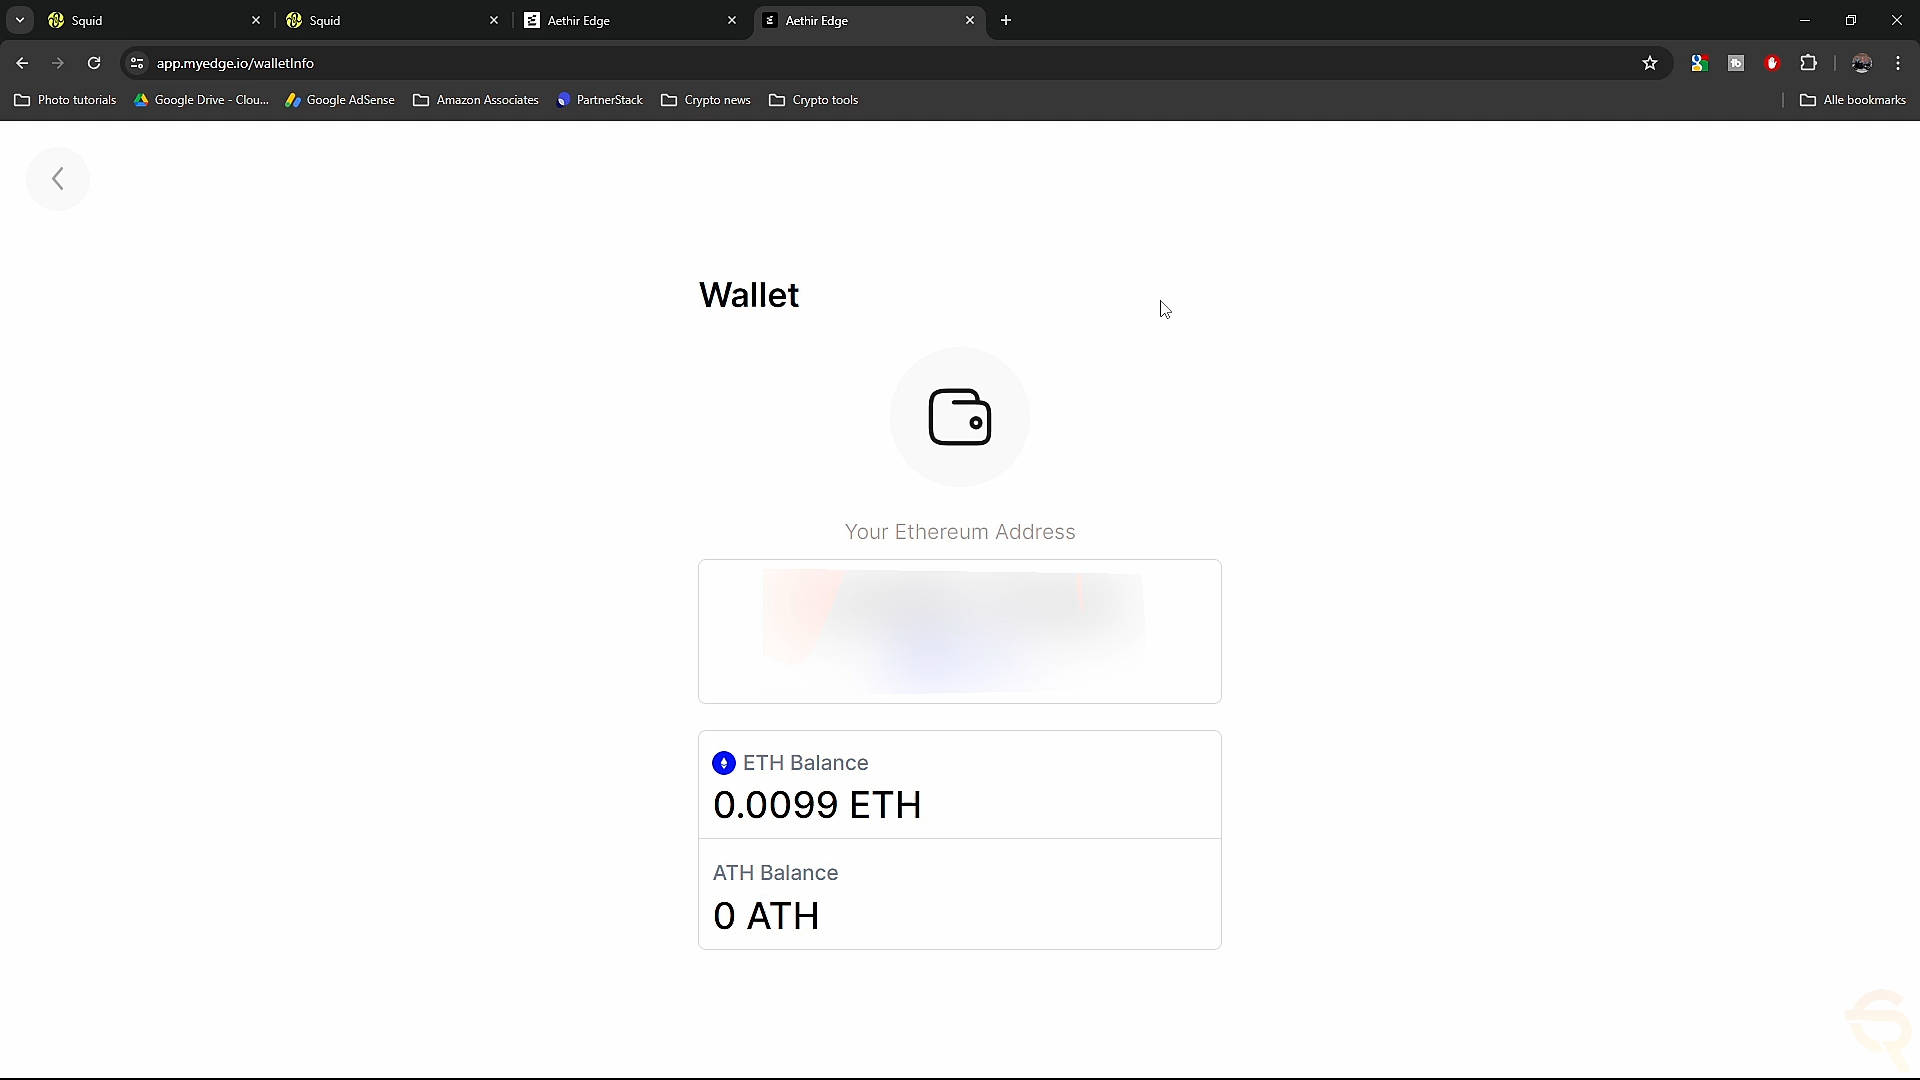 Squid
Squid
Aethir Edge
Aethir Edge
app.myedge.io/walletInfo
Photo tutorials
Google Drive - Clou...
Google AdSense
Amazon Associates
PartnerStack
Crypto news
Crypto tools
Alle bookmarks
Wallet
Your Ethereum Address
ETH Balance
0.0099 ETH
ATH Balance
0 ATH